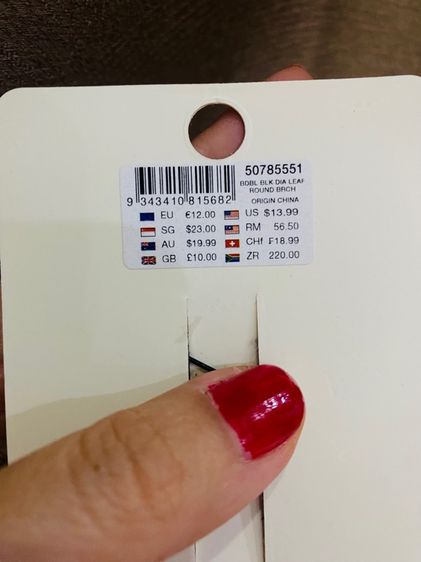 50785551
BDBL BLK DIA LEAF
ROUND BRCH
9 343410 815682
ORIGIN CHINA
EU €12.00 US $13.99
SG $23.00 RM 56.50
AU $19.99 CHf ₣18.99
GB £10.00 ZR 220.00